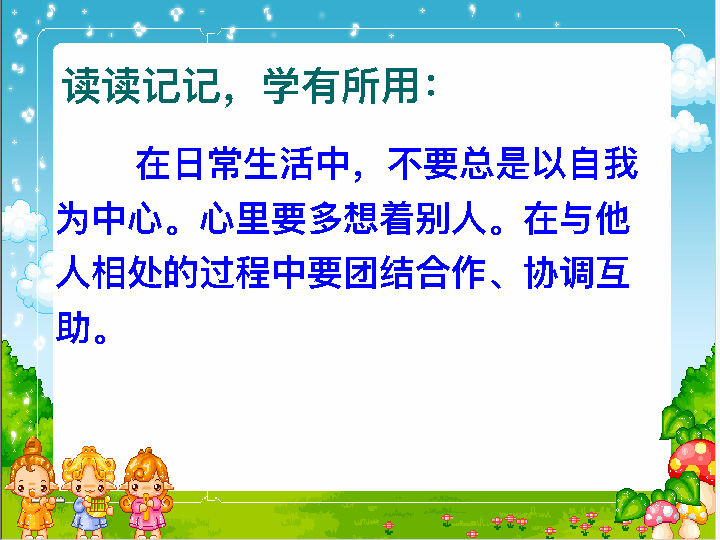 读读记记，学有所用：
在日常生活中，不要总是以自我
为中心。心里要多想着别人。在与他
人相处的过程中要团结合作、协调互
助。